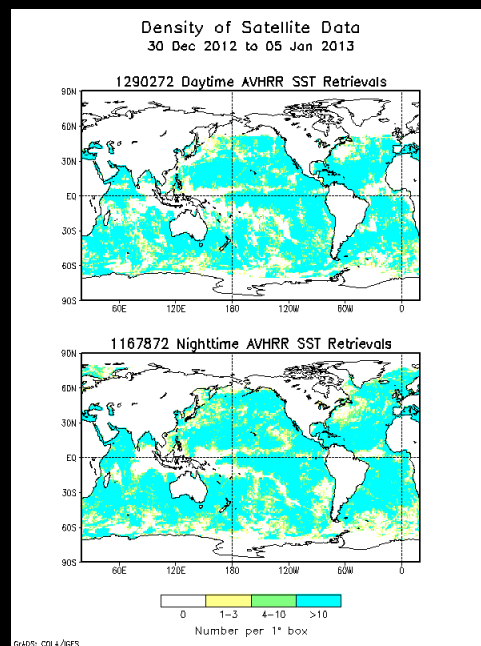 Density of Satellite Data
30 Dec 2012 to 05 Jan 2013
1290272 Daytime AVHRR SST Retrievals
90N
60N
30N
EQ
30S
60S
90S
60E 120E 180 120W 60W 0
1167872 Nighttime AVHRR SST Retrievals
90N
60N
30N
EQ
30S
60S
90S
60E 120E 180 120W 60W 0
0 1-3 4-10 >10
Number per 1° box
GrADS: COLA/IGES